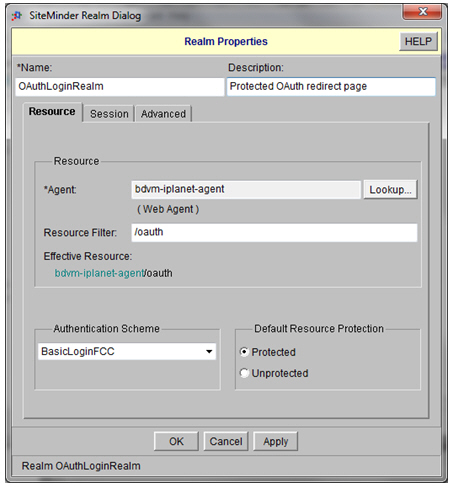 SiteMinder Realm Dialog
Realm Properties
HELP
*Name:
Description:
OAuthLoginRealm
Protected OAuth redirect page
Resource
Session
Advanced
Resource
*Agent:
bdvm-iplanet-agent
Lookup...
( Web Agent )
Resource Filter:
/oauth
Effective Resource:
bdvm-iplanet-agent/oauth
Authentication Scheme
BasicLoginFCC
Default Resource Protection
Protected
Unprotected
OK
Cancel
Apply
Realm OAuthLoginRealm